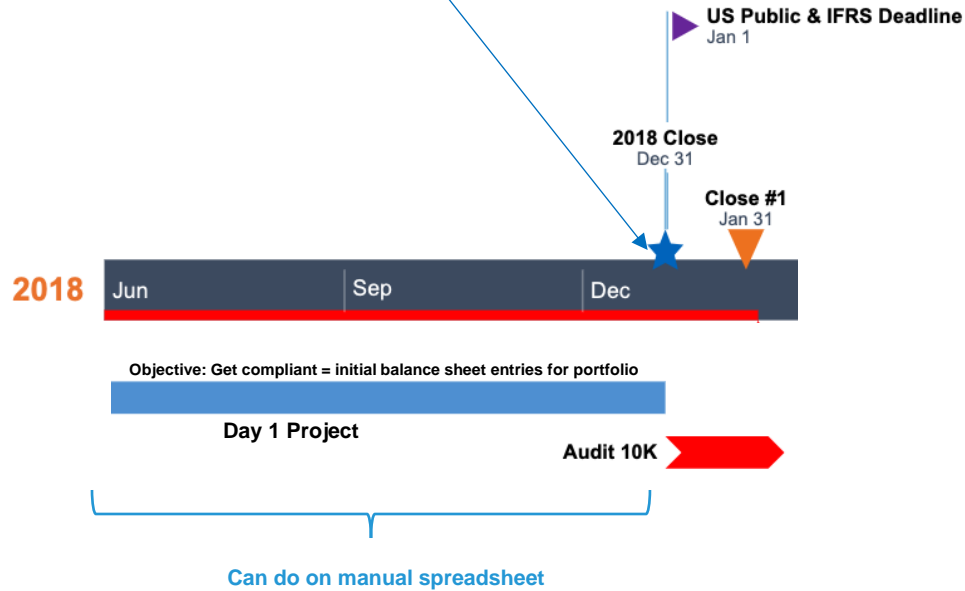 US Public & IFRS Deadline
Jan 1
2018 Close
Dec 31
Close #1
Jan 31
2018
Jun
Sep
Dec
Objective: Get compliant = initial balance sheet entries for portfolio
Day 1 Project
Audit 10K
Can do on manual spreadsheet